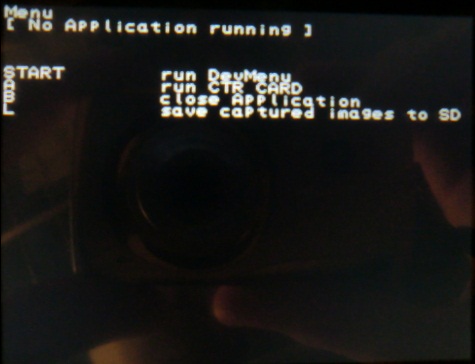 Menu
[ No Application running ]
START run DevMenu
A run CTR CARD
B close Application
L save captured images to SD